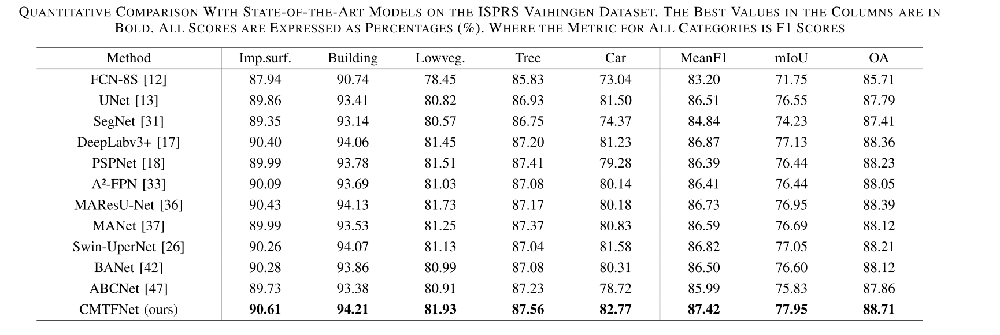 QUANTITATIVE COMPARISON WITH STATE-OF-THE-ART MODELS ON THE ISPRS VAIHINGEN DATASET. THE BEST VALUES IN THE COLUMNS ARE IN
BOLD. ALL SCORES ARE EXPRESSED AS PERCENTAGES (%). WHERE THE METRIC FOR ALL CATEGORIES IS F1 SCORES
Method Imp.surf. Building Lowveg. Tree Car MeanF1 mIoU OA
FCN-8S [12] 87.94 90.74 78.45 85.83 73.04 83.20 71.75 85.71
UNet [13] 89.86 93.41 80.82 86.93 81.50 86.51 76.55 87.79
SegNet [31] 89.35 93.14 80.57 86.75 74.37 84.84 74.23 87.41
DeepLabv3+ [17] 90.40 94.06 81.45 87.20 81.23 86.87 77.13 88.36
PSPNet [18] 89.99 93.78 81.51 87.41 79.28 86.39 76.44 88.23
A²-FPN [33] 90.09 93.69 81.03 87.08 80.14 86.41 76.44 88.05
MAResU-Net [36] 90.43 94.13 81.73 87.17 80.18 86.73 76.95 88.39
MANet [37] 89.99 93.53 81.25 87.37 80.83 86.59 76.69 88.12
Swin-UperNet [26] 90.26 94.07 81.13 87.04 81.58 86.82 77.05 88.21
BANet [42] 90.28 93.86 80.99 87.08 80.31 86.50 76.60 88.12
ABCNet [47] 89.73 93.38 80.91 87.23 78.72 85.99 75.83 87.86
CMTFNet (ours) 90.61 94.21 81.93 87.56 82.77 87.42 77.95 88.71